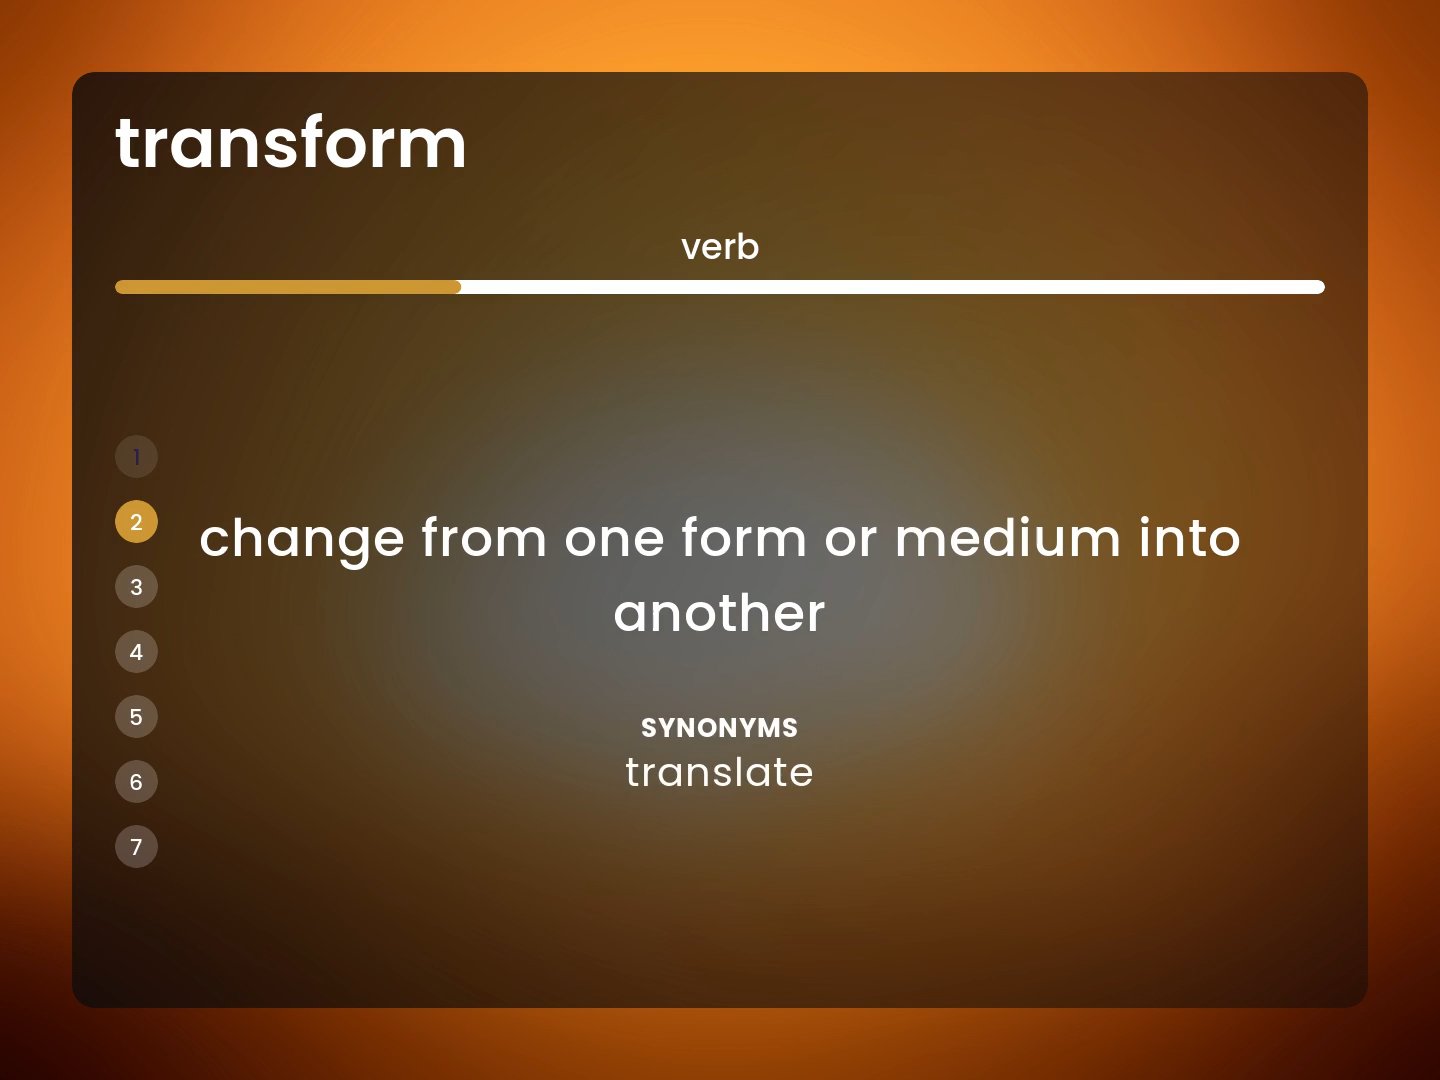 transform
verb
1
2
3
4
5
6
7
change from one form or medium into
another
SYNONYMS
translate